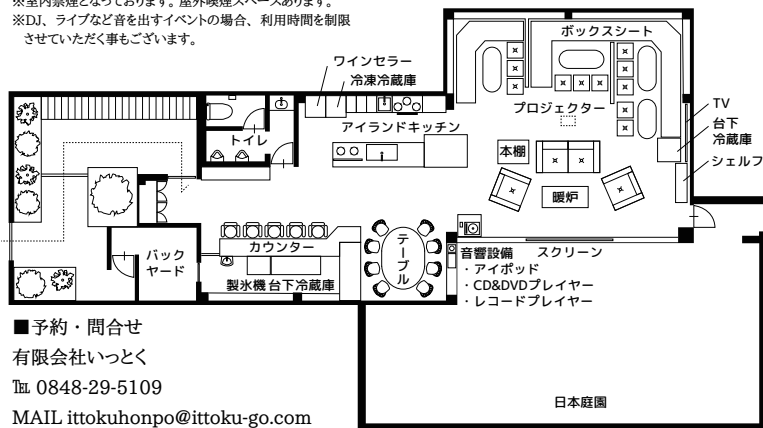 ※室内禁煙となっております。屋外喫煙スペースあります。
※DJ、ライブなど音を出すイベントの場合、利用時間を制限
させていただく事もございます。
ボックスシート
ワインセラー
冷凍冷蔵庫
プロジェクター
TV
台下
冷蔵庫
シェルフ
トイレ
アイランドキッチン
本棚
暖炉
バック
ヤード
カウンター
製氷機 台下冷蔵庫
テーブル
音響設備
・アイポッド
・CD&DVDプレイヤー
・レコードプレイヤー
スクリーン
日本庭園
■予約・問合せ
有限会社いっとく
℡ 0848-29-5109
MAIL ittokuhonpo@ittoku-go.com